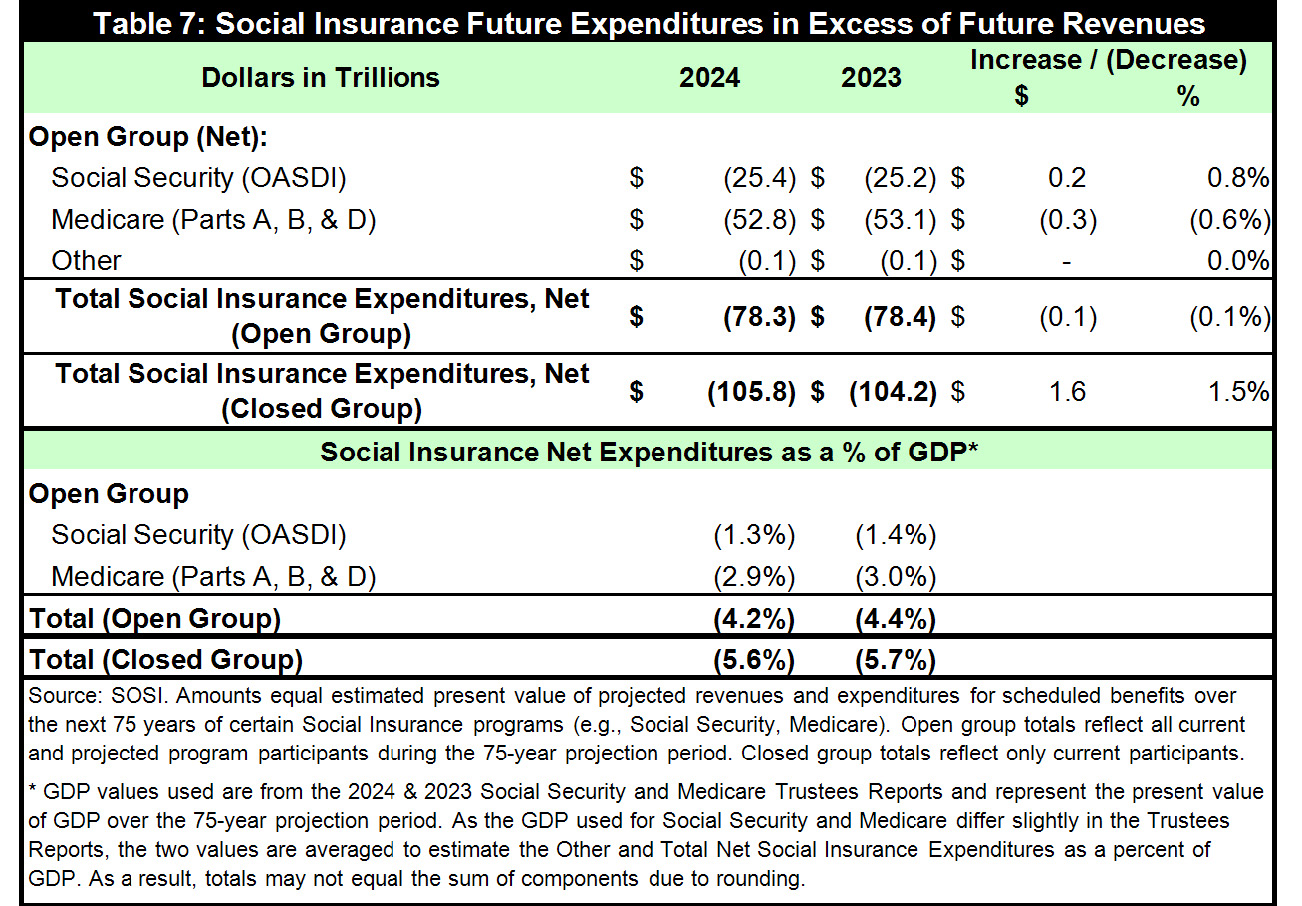 Table 7: Social Insurance Future Expenditures in Excess of Future Revenues
Dollars in Trillions 2024 2023 Increase / (Decrease)
$ %
Open Group (Net):
Social Security (OASDI) $ (25.4) $ (25.2) $ 0.2 0.8%
Medicare (Parts A, B, & D) $ (52.8) $ (53.1) $ (0.3) (0.6%)
Other $ (0.1) $ (0.1) $ - 0.0%
Total Social Insurance Expenditures, Net
(Open Group) $ (78.3) $ (78.4) $ (0.1) (0.1%)
Total Social Insurance Expenditures, Net
(Closed Group) $ (105.8) $ (104.2) $ 1.6 1.5%
Social Insurance Net Expenditures as a % of GDP*
Open Group
Social Security (OASDI) (1.3%) (1.4%)
Medicare (Parts A, B, & D) (2.9%) (3.0%)
Total (Open Group) (4.2%) (4.4%)
Total (Closed Group) (5.6%) (5.7%)
Source: SOSI. Amounts equal estimated present value of projected revenues and expenditures for scheduled benefits over
the next 75 years of certain Social Insurance programs (e.g., Social Security, Medicare). Open group totals reflect all current
and projected program participants during the 75-year projection period. Closed group totals reflect only current participants.
* GDP values used are from the 2024 & 2023 Social Security and Medicare Trustees Reports and represent the present value
of GDP over the 75-year projection period. As the GDP used for Social Security and Medicare differ slightly in the Trustees
Reports, the two values are averaged to estimate the Other and Total Net Social Insurance Expenditures as a percent of
GDP. As a result, totals may not equal the sum of components due to rounding.